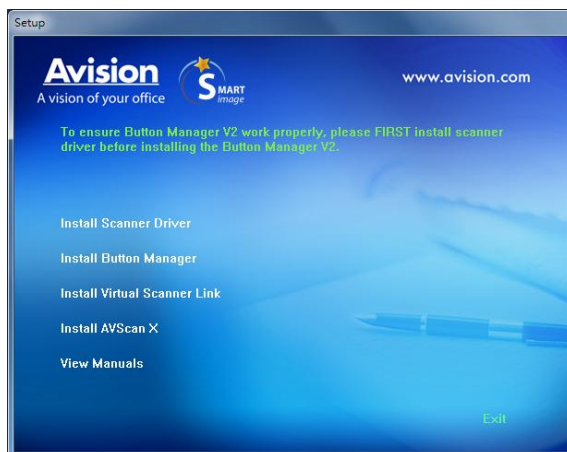 Setup
Avision
A vision of your office
SMART
image
www.avision.com
To ensure Button Manager V2 work properly, please FIRST install scanner
driver before installing the Button Manager V2.
Install Scanner Driver
Install Button Manager
Install Virtual Scanner Link
Install AVScan X
View Manuals
Exit